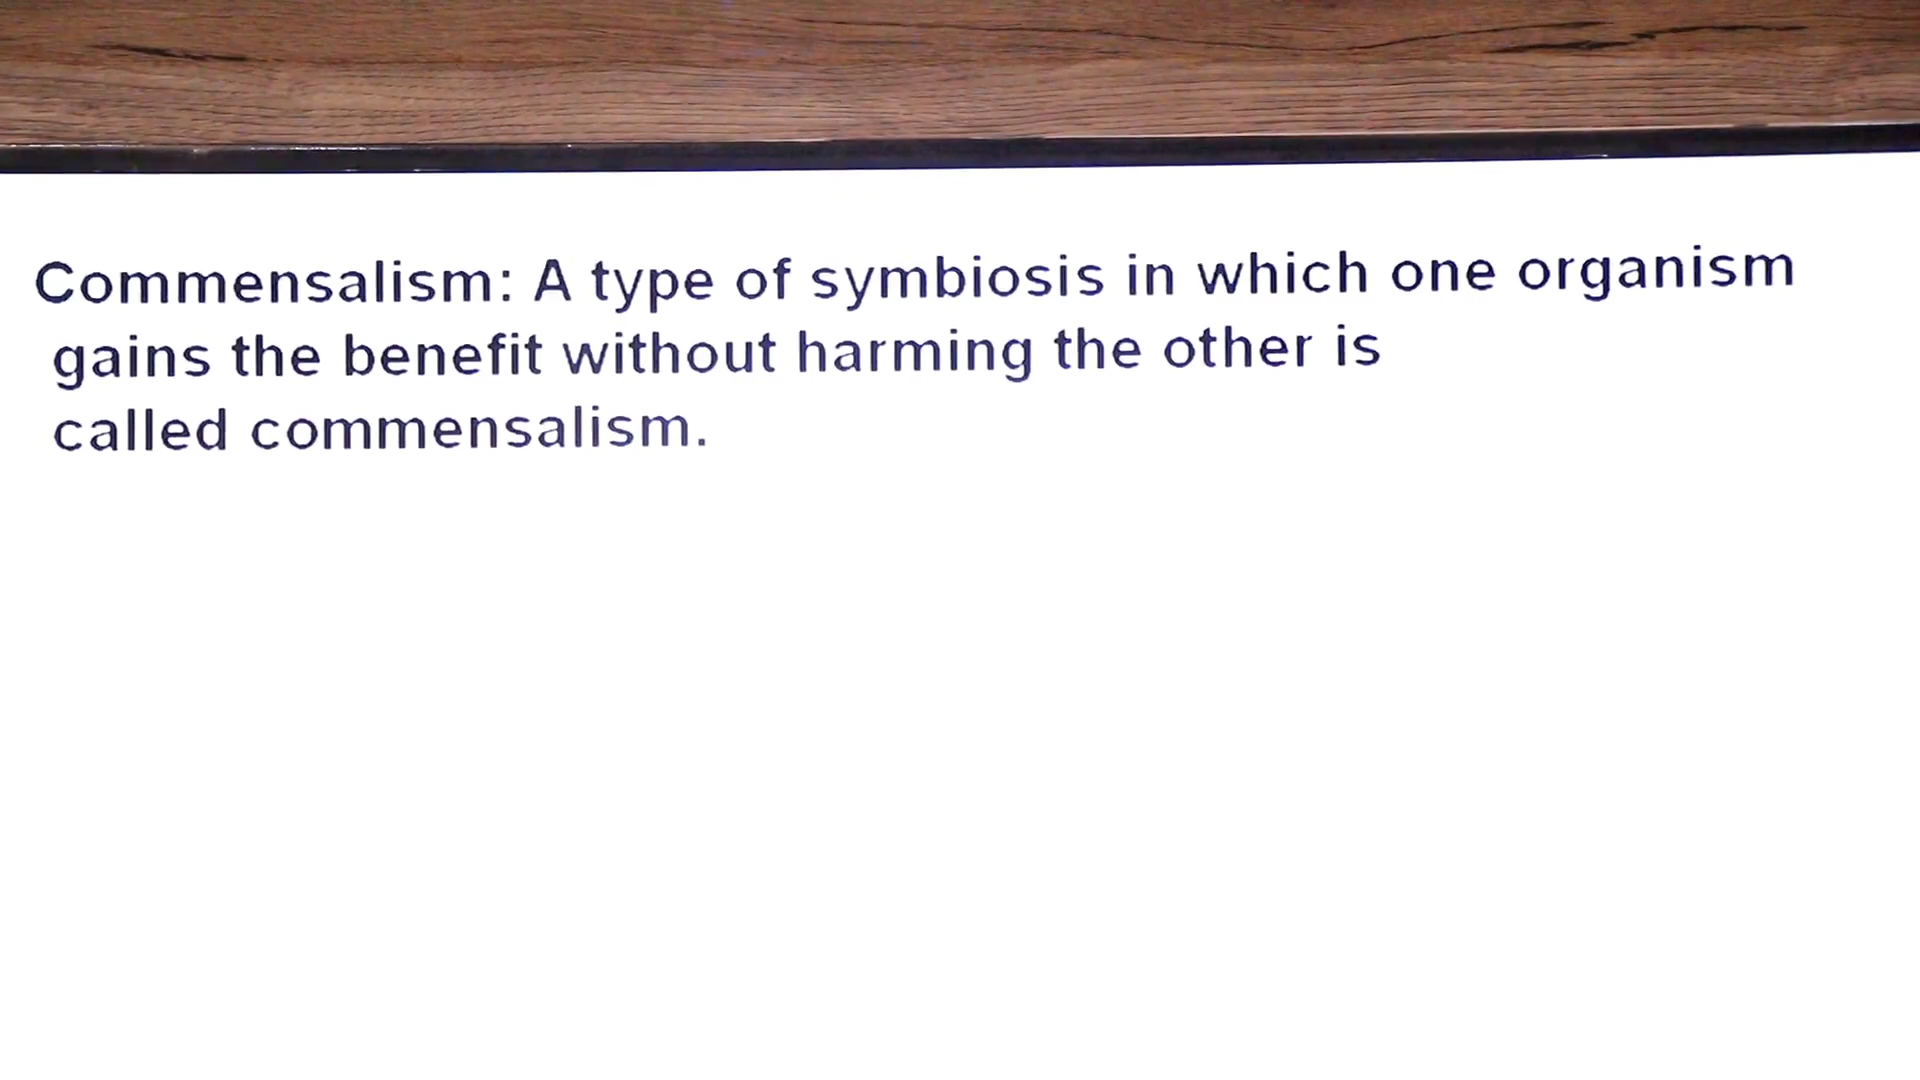 Commensalism: A type of symbiosis in which one organism
gains the benefit without harming the other is
called commensalism.